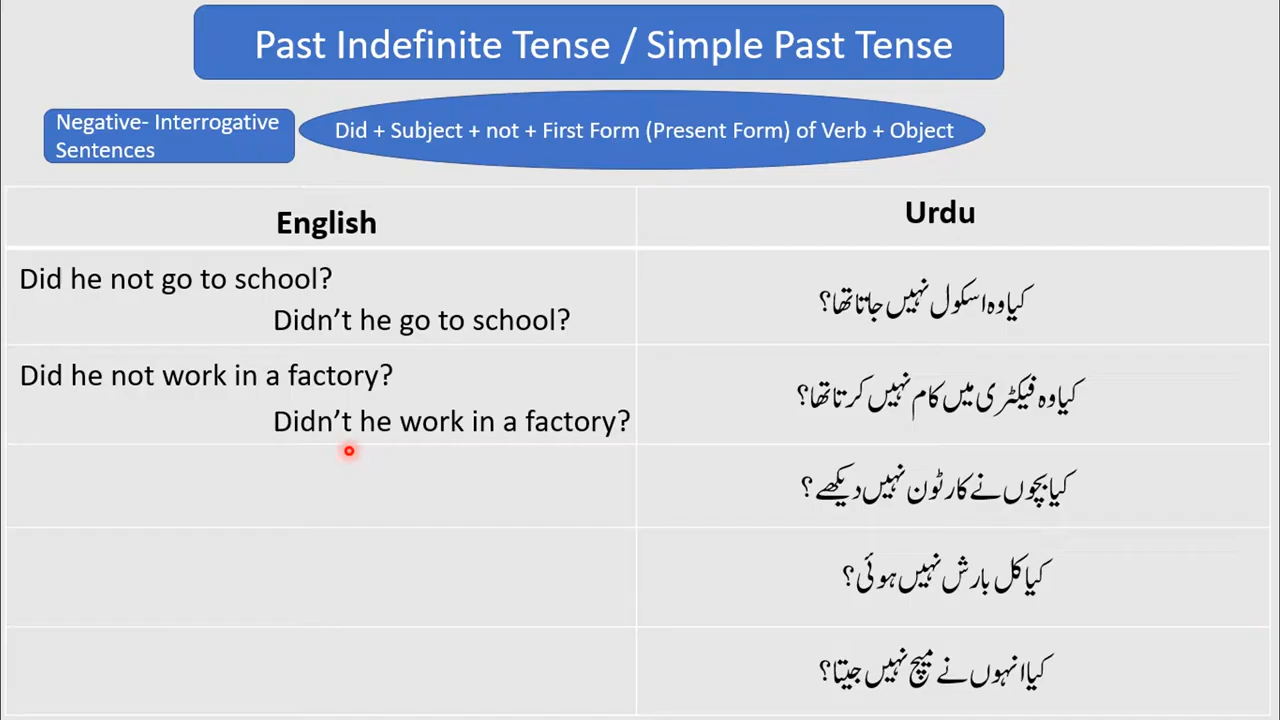 Past Indefinite Tense / Simple Past Tense
Negative- Interrogative
Sentences
Did + Subject + not + First Form (Present Form) of Verb + Object
English
Urdu
Did he not go to school?
Didn’t he go to school?
کیا وہ اسکول نہیں جاتا تھا؟
Did he not work in a factory?
Didn’t he work in a factory?
کیا وہ فیکٹری میں کام نہیں کرتا تھا؟
کیا بچوں نے کارٹون نہیں دیکھے ؟
کیا کل بارش نہیں ہوئی؟
کیا انہوں نے میچ نہیں جیتا؟